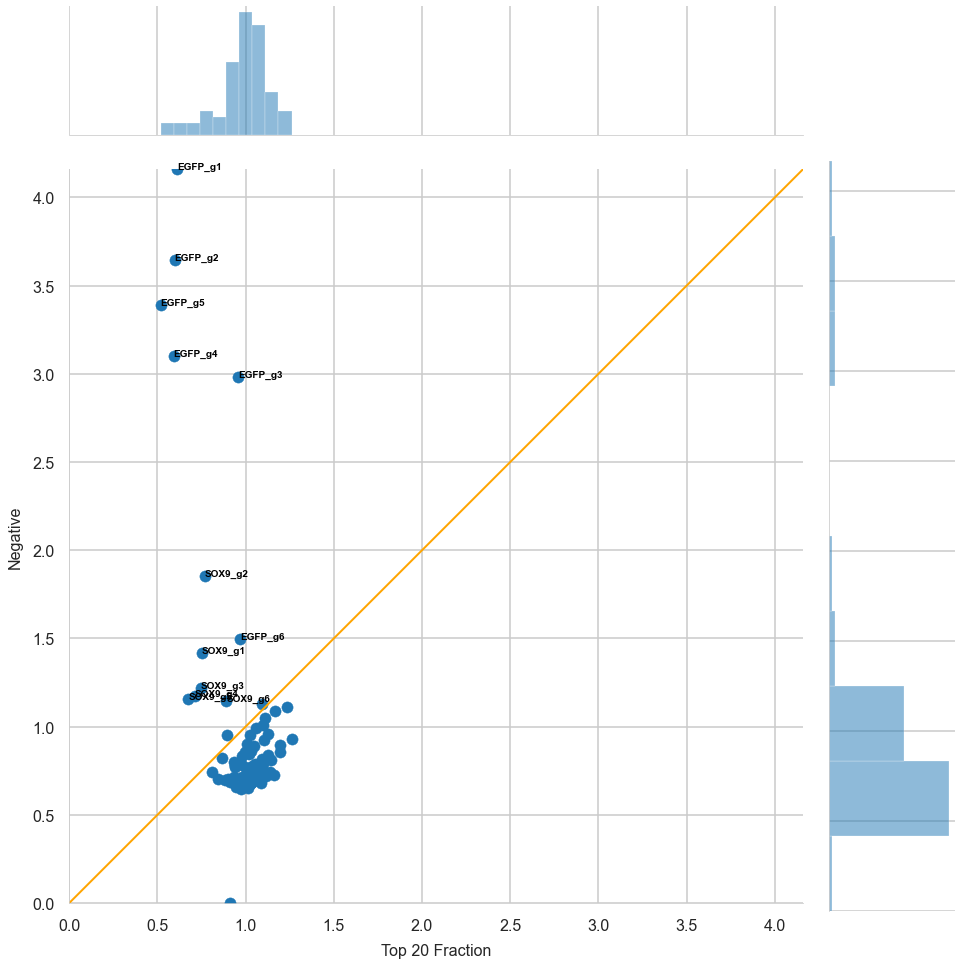 EGFP_g1
4.0
EGFP_g2
3.5
EGFP_g5
EGFP_g4
3.0
EGFP_g3
2.5
2.0
SOX9_g2
1.5
EGFP_g6
SOX9_g1
SOX9_g3
SOX9_g6
1.0
0.5
0.0
Negative
0.0 0.5 1.0 1.5 2.0 2.5 3.0 3.5 4.0
Top 20 Fraction